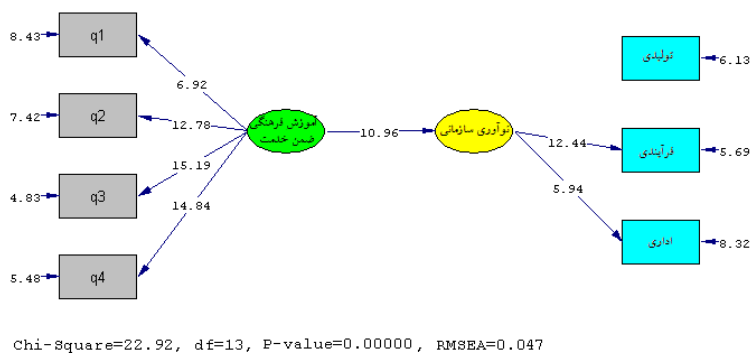 8.43
q1
6.92
7.42
q2
12.78
4.83
q3
15.19
5.48
q4
14.84
آموزش فرهنگی
ضمن خدمت
10.96
نوآوری سازمانی
12.44
5.94
تولیدی
6.13
فرآیندی
5.69
اداری
8.32
Chi-Square=22.92, df=13, P-value=0.00000, RMSEA=0.047